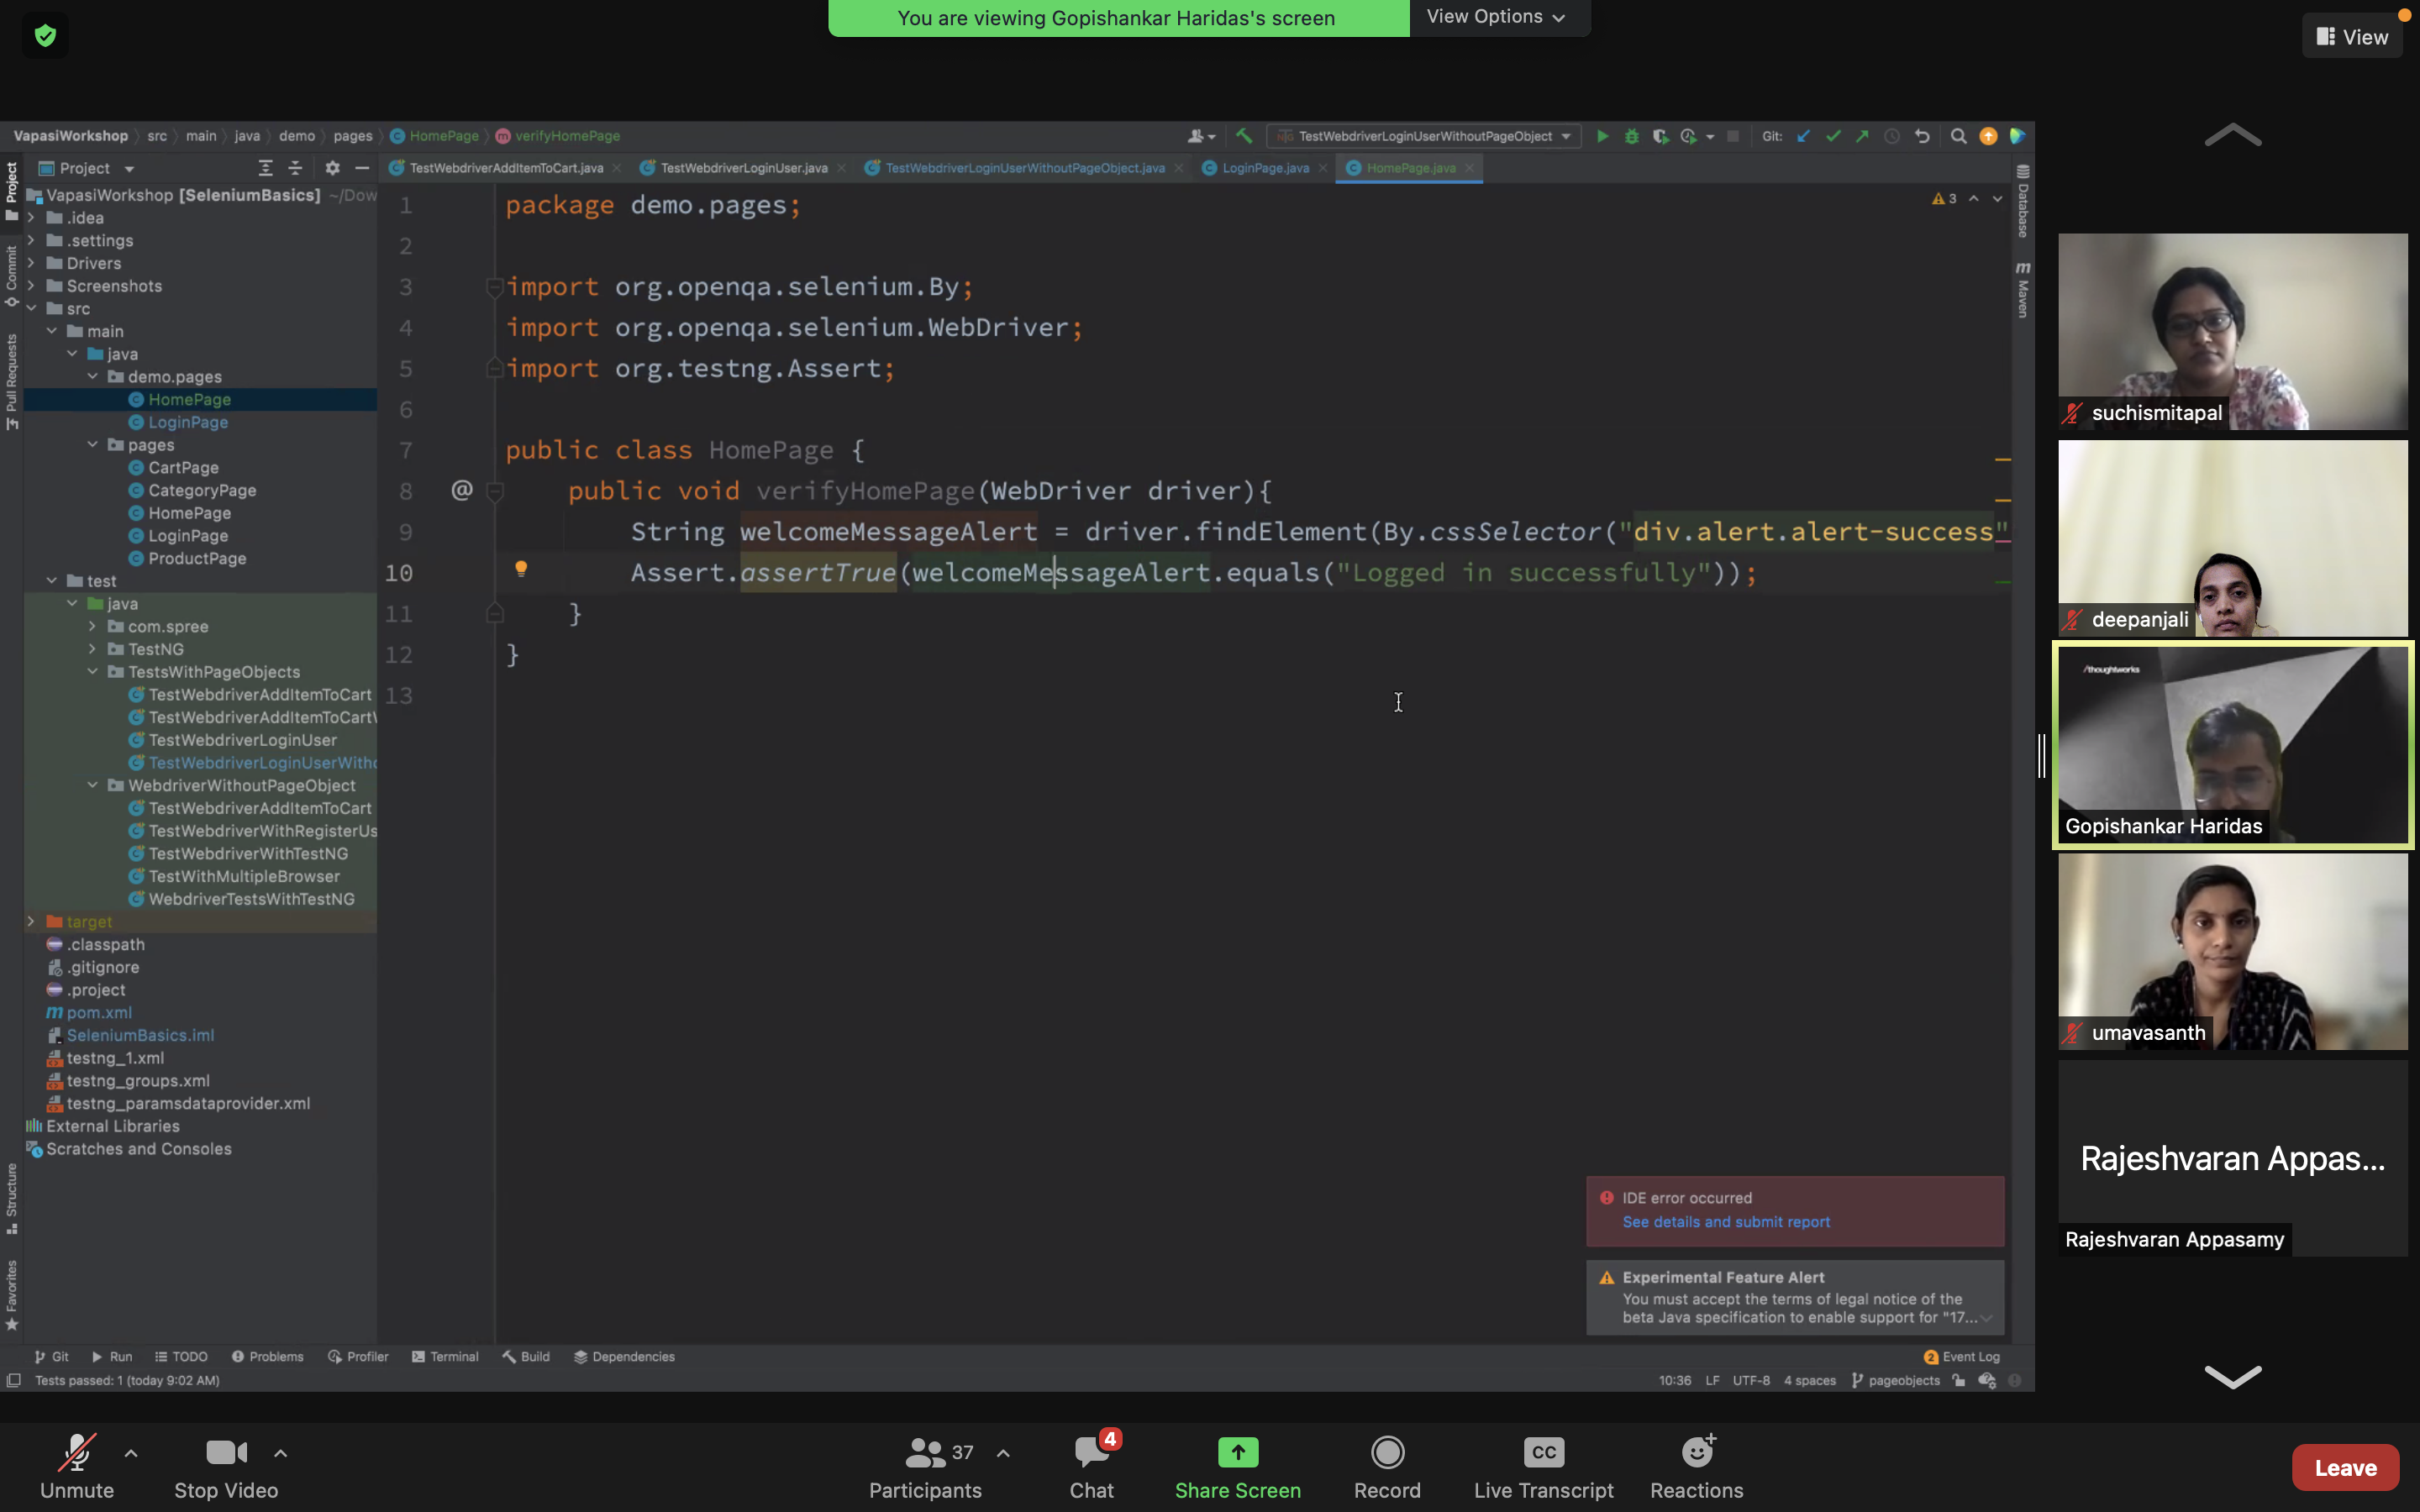 You are viewing Gopishankar Haridas's screen
View Options
View
VapasiWorkshop src main java demo pages HomePage verifyHomePage
TestWebdriverLoginUserWithoutPageObject
Git:
Project
TestWebdriverAddItemToCart.java
TestWebdriverLoginUser.java
TestWebdriverLoginUserWithoutPageObject.java
LoginPage.java
HomePage.java
Project
Commit
Pull Requests
Structure
Favorites
VapasiWorkshop [SeleniumBasics] ~/Dow
.idea
.settings
Drivers
Screenshots
src
main
java
demo.pages
HomePage
LoginPage
pages
CartPage
CategoryPage
HomePage
LoginPage
ProductPage
test
java
com.spree
TestNG
TestsWithPageObjects
TestWebdriverAddItemToCart
TestWebdriverAddItemToCartW
TestWebdriverLoginUser
TestWebdriverLoginUserWitho
WebdriverWithoutPageObject
TestWebdriverAddItemToCart
TestWebdriverWithRegisterUs
TestWebdriverWithTestNG
TestWithMultipleBrowser
WebdriverTestsWithTestNG
target
.classpath
.gitignore
.project
pom.xml
SeleniumBasics.iml
testng_1.xml
testng_groups.xml
testng_paramsdataprovider.xml
External Libraries
Scratches and Consoles
1 package demo.pages;
2
3 import org.openqa.selenium.By;
4 import org.openqa.selenium.WebDriver;
5 import org.testng.Assert;
6
7 public class HomePage {
8 @ public void verifyHomePage(WebDriver driver){
9 String welcomeMessageAlert = driver.findElement(By.cssSelector("div.alert.alert-success"
10 Assert.assertTrue(welcomeMessageAlert.equals("Logged in successfully"));
11 }
12 }
13
3
Database
Maven
IDE error occurred
See details and submit report
Experimental Feature Alert
You must accept the terms of legal notice of the
beta Java specification to enable support for "17...
Git
Run
TODO
Problems
Profiler
Terminal
Build
Dependencies
2 Event Log
Tests passed: 1 (today 9:02 AM)
10:36 LF UTF-8 4 spaces pageobjects
suchismitapal
deepanjali
/thoughtworks
Gopishankar Haridas
umavasanth
Rajeshvaran Appas...
Rajeshvaran Appasamy
Unmute
Stop Video
37
Participants
4
Chat
Share Screen
Record
CC
Live Transcript
Reactions
Leave